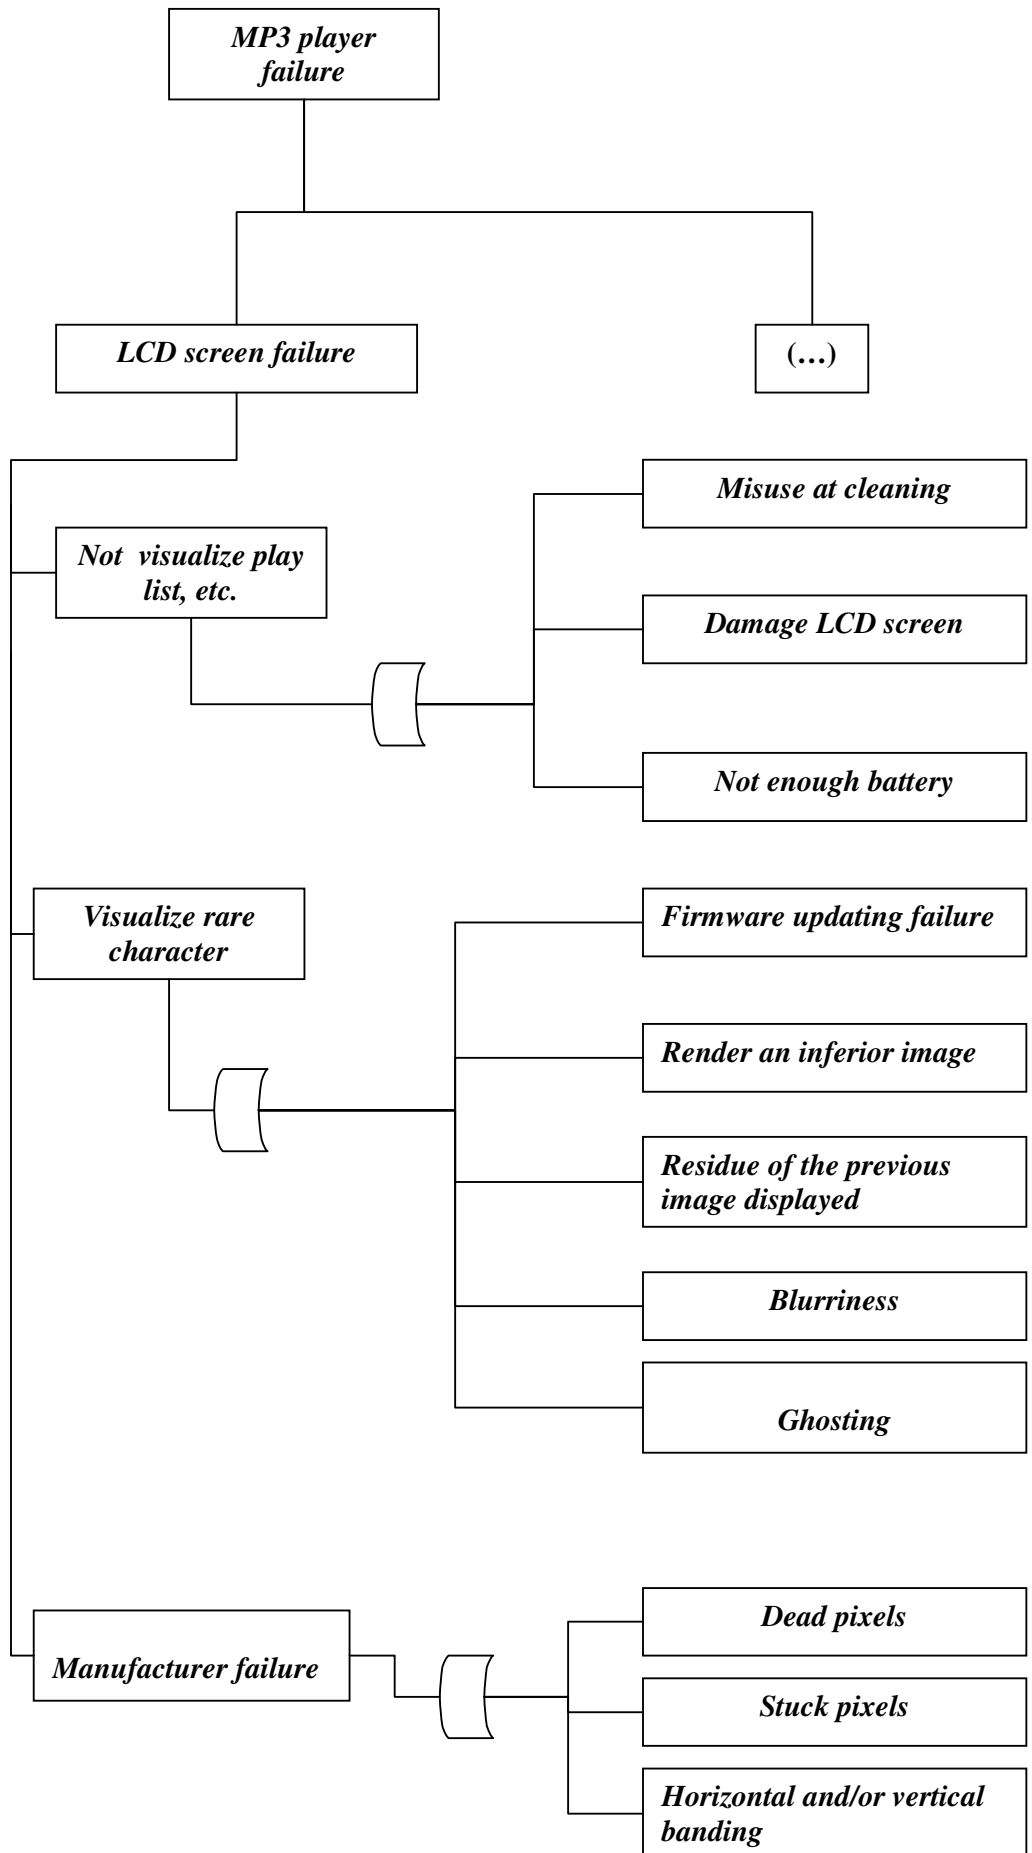 MP3 player
failure
LCD screen failure
(…)
Misuse at cleaning
Not visualize play
list, etc.
Damage LCD screen
Not enough battery
Visualize rare
character
Firmware updating failure
Render an inferior image
Residue of the previous
image displayed
Blurriness
Ghosting
Manufacturer failure
Dead pixels
Stuck pixels
Horizontal and/or vertical
banding